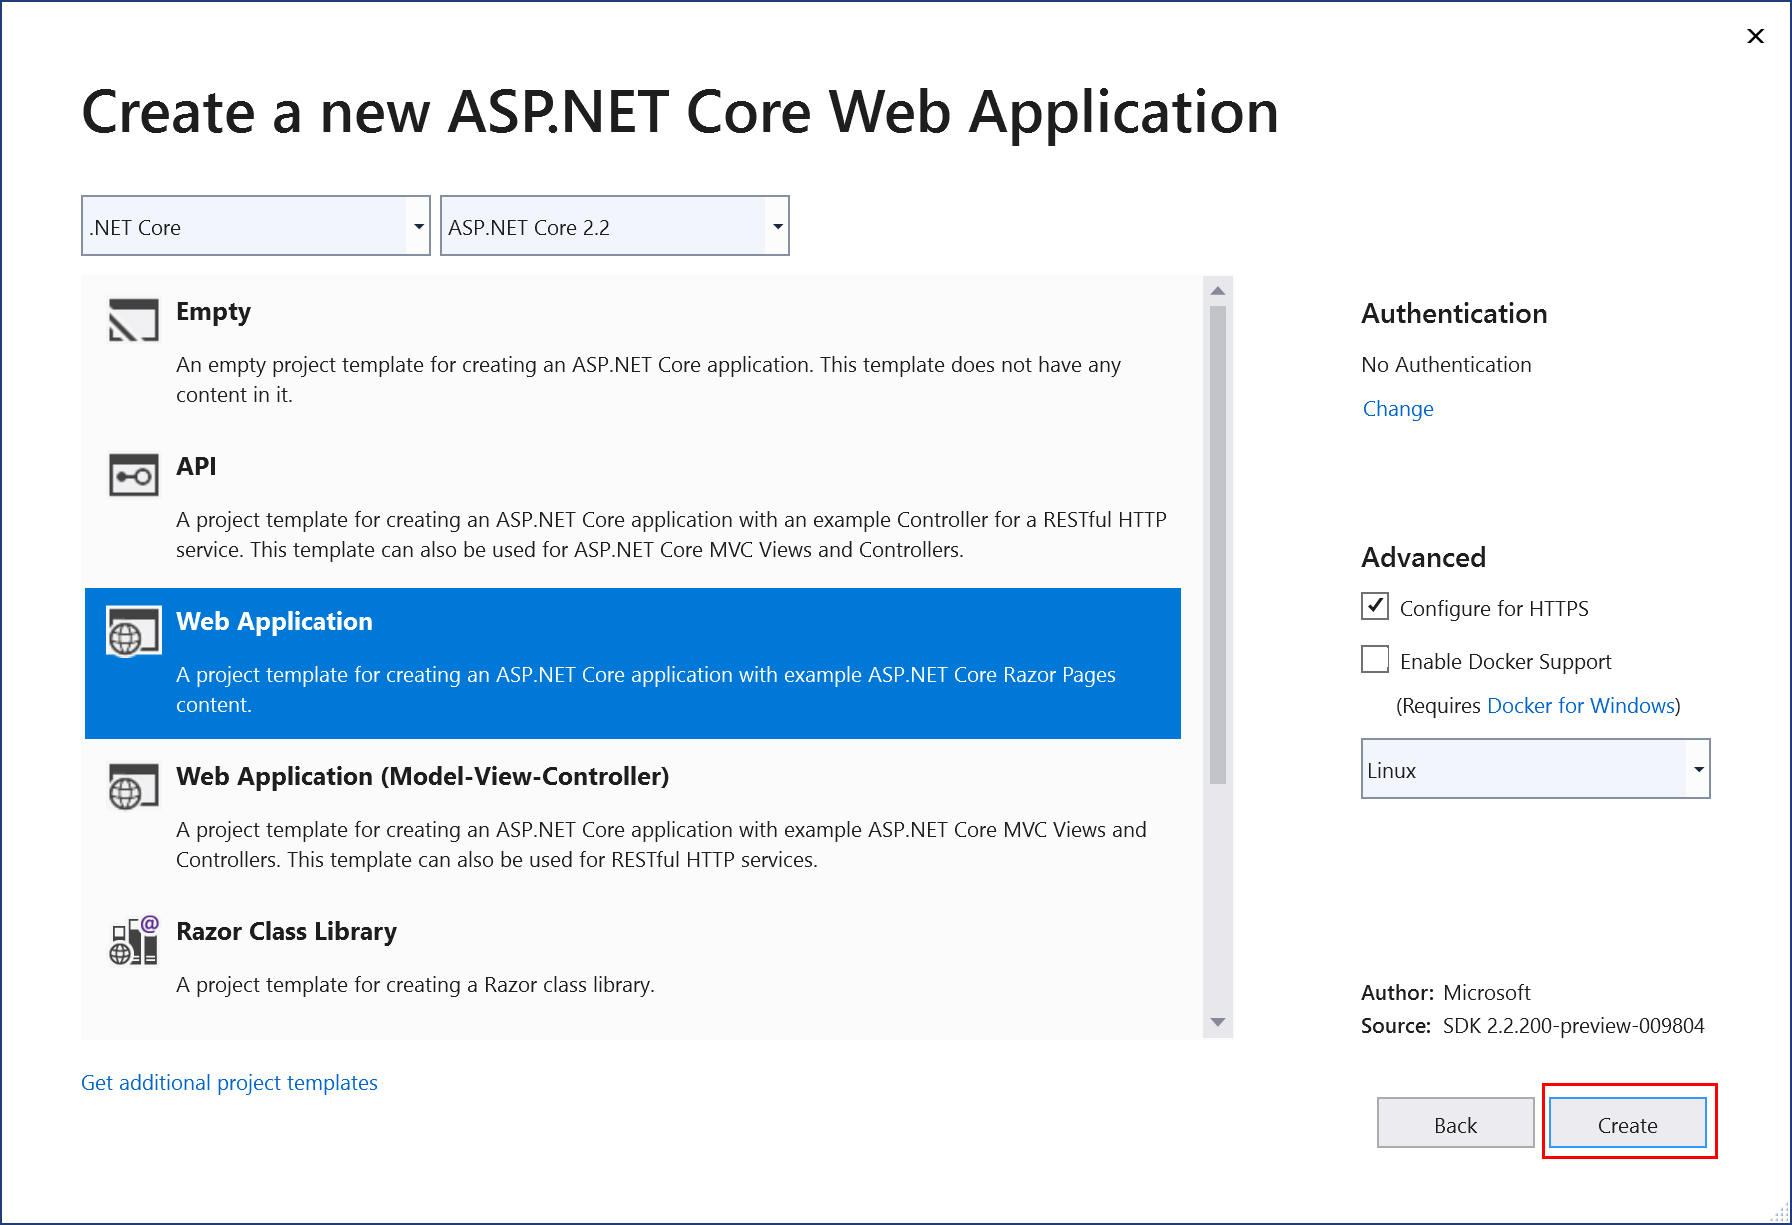 Create a new ASP.NET Core Web Application
.NET Core
ASP.NET Core 2.2
Empty
An empty project template for creating an ASP.NET Core application. This template does not have any
content in it.
API
A project template for creating an ASP.NET Core application with an example Controller for a RESTful HTTP
service. This template can also be used for ASP.NET Core MVC Views and Controllers.
Web Application
A project template for creating an ASP.NET Core application with example ASP.NET Core Razor Pages
content.
Web Application (Model-View-Controller)
A project template for creating an ASP.NET Core application with example ASP.NET Core MVC Views and
Controllers. This template can also be used for RESTful HTTP services.
Razor Class Library
A project template for creating a Razor class library.
Get additional project templates
Authentication
No Authentication
Change
Advanced
Configure for HTTPS
Enable Docker Support
(Requires Docker for Windows)
Linux
Author: Microsoft
Source: SDK 2.2.200-preview-009804
Back
Create